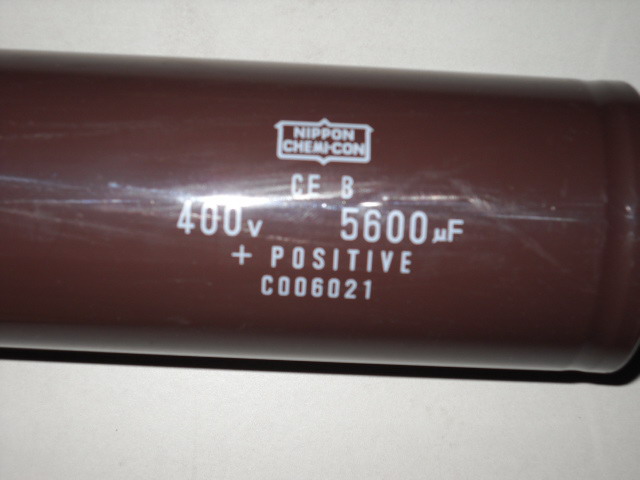 NIPPON
CHEMI-CON
CE B
400V 5600µF
+ POSITIVE
C006021